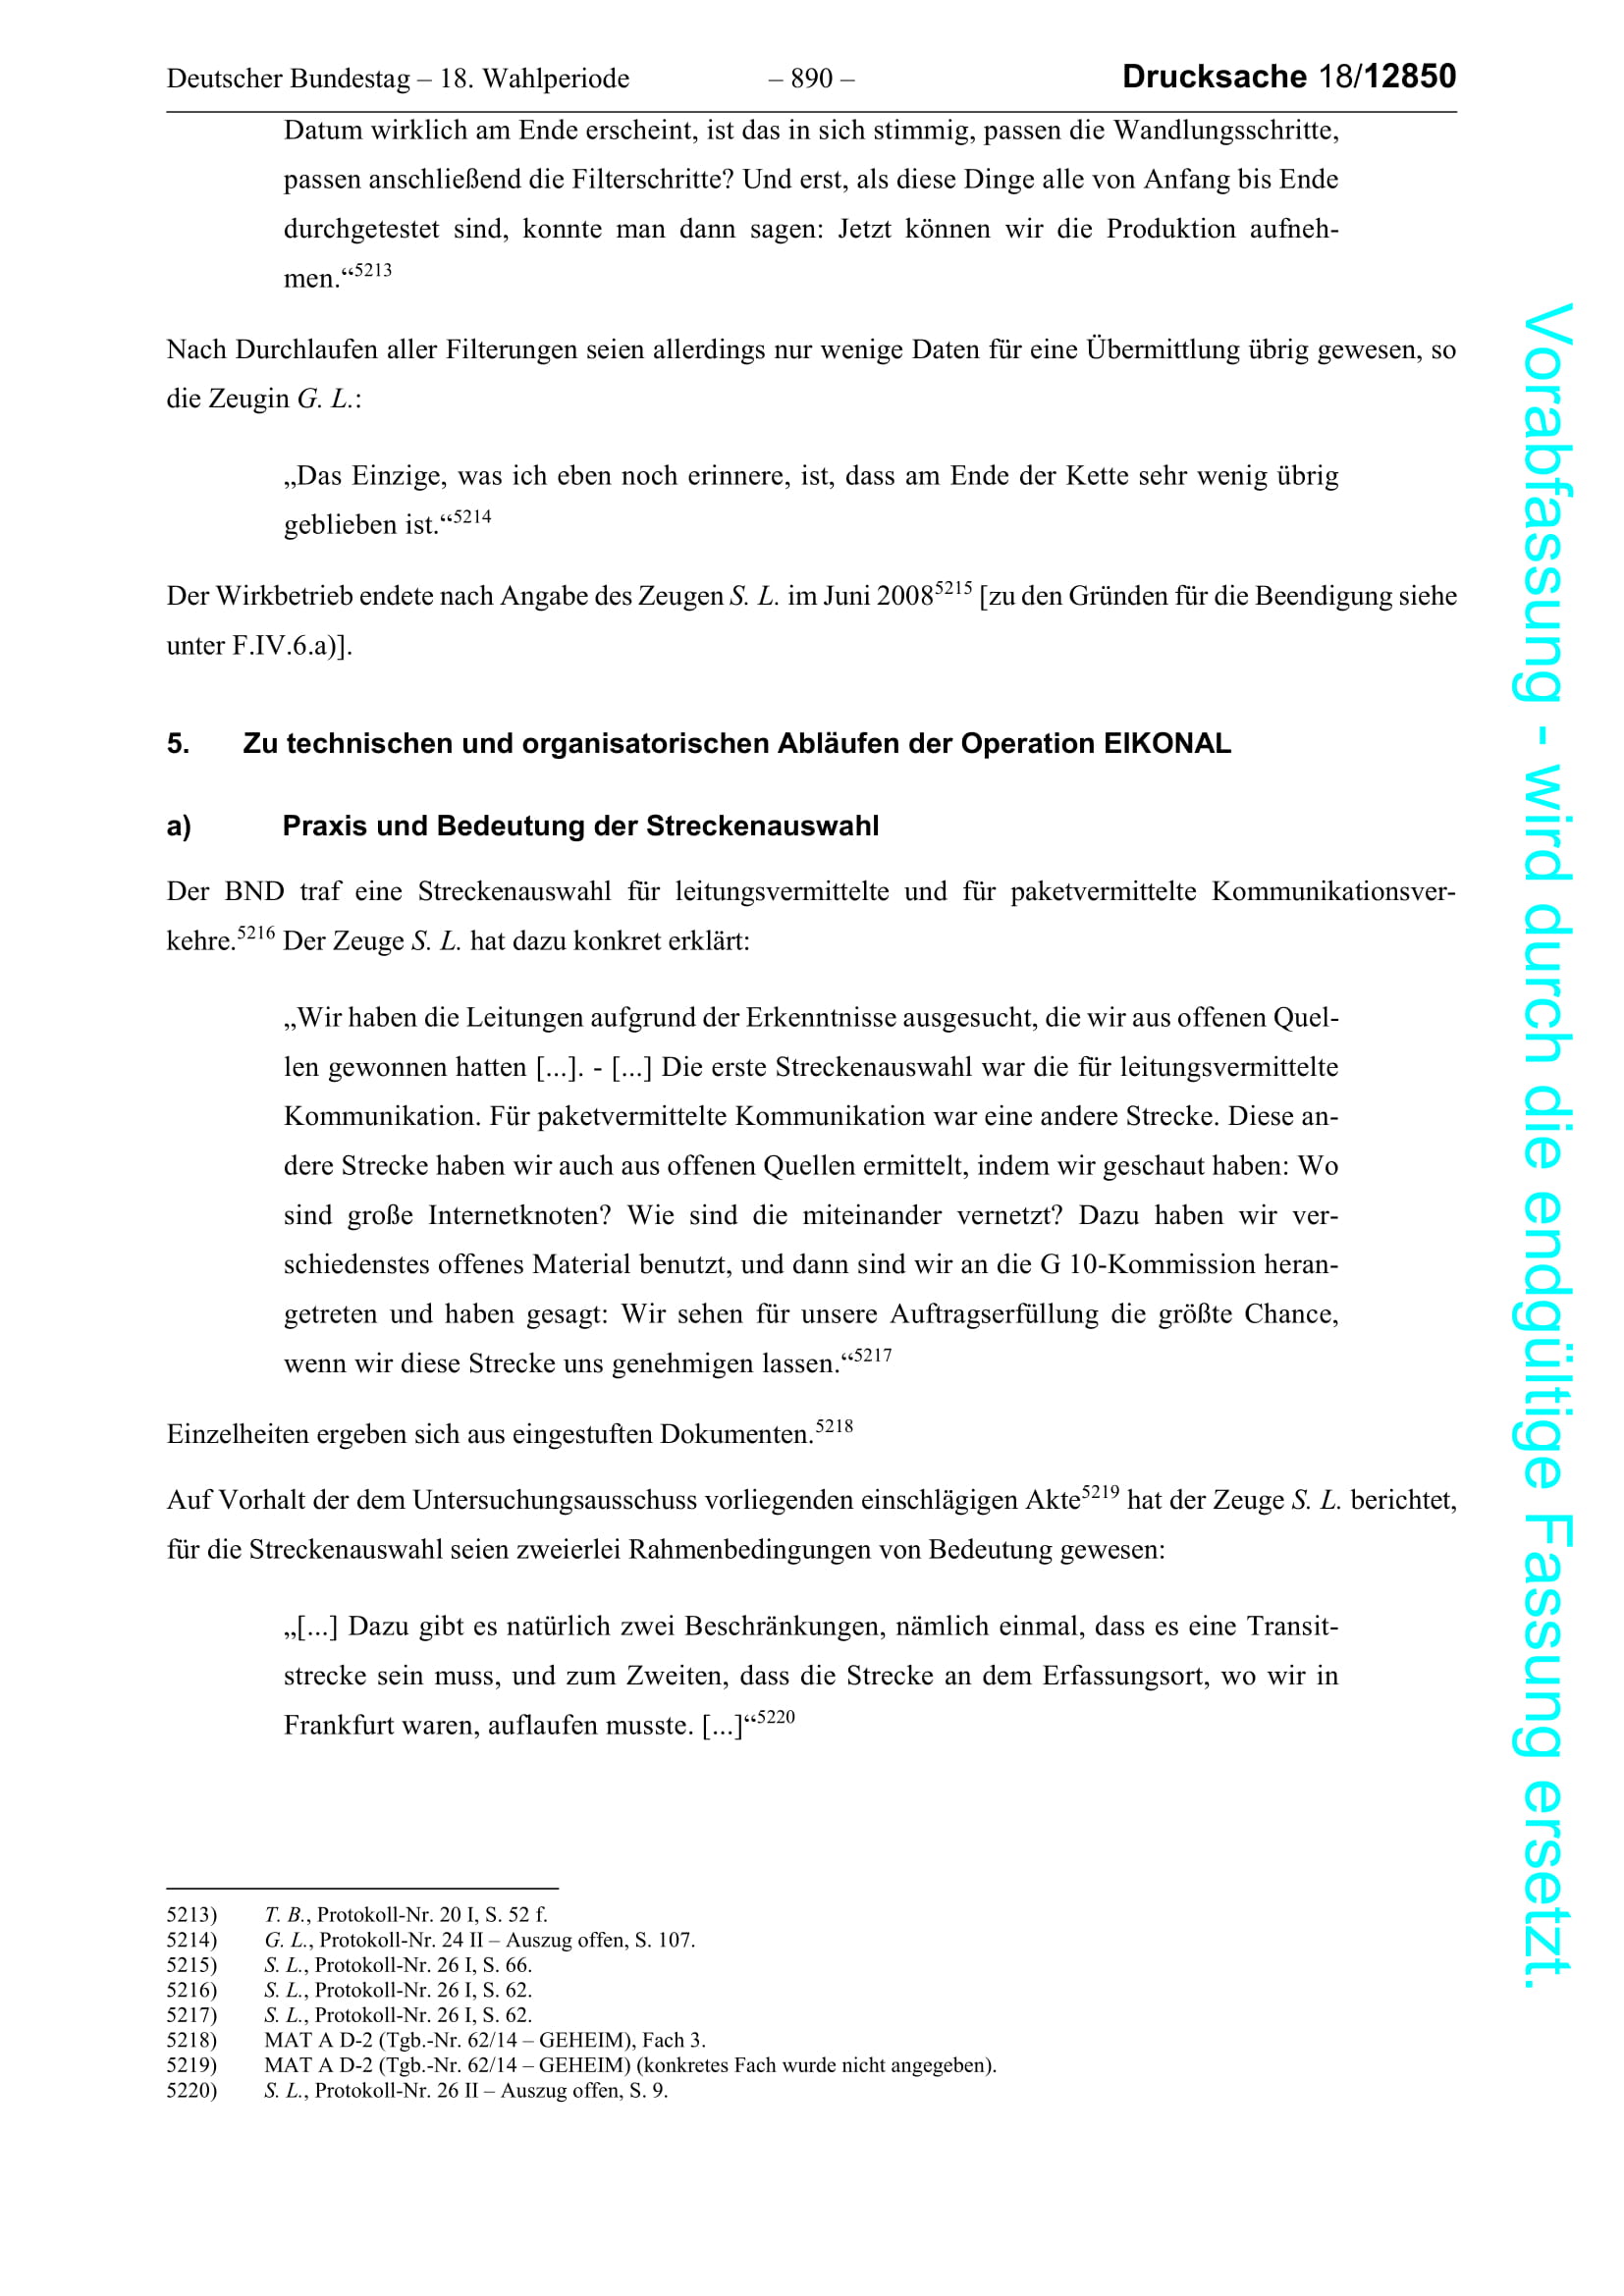 Deutscher Bundestag – 18. Wahlperiode – 890 – Drucksache 18/12850
Datum wirklich am Ende erscheint, ist das in sich stimmig, passen die Wandlungsschritte,
passen anschließend die Filterschritte? Und erst, als diese Dinge alle von Anfang bis Ende
durchgetestet sind, konnte man dann sagen: Jetzt können wir die Produktion aufneh-
men.“5213
Nach Durchlaufen aller Filterungen seien allerdings nur wenige Daten für eine Übermittlung übrig gewesen, so
die Zeugin G. L.:
„Das Einzige, was ich eben noch erinnere, ist, dass am Ende der Kette sehr wenig übrig
geblieben ist.“5214
Der Wirkbetrieb endete nach Angabe des Zeugen S. L. im Juni 20085215 [zu den Gründen für die Beendigung siehe
unter F.IV.6.a)].
5. Zu technischen und organisatorischen Abläufen der Operation EIKONAL
a) Praxis und Bedeutung der Streckenauswahl
Der BND traf eine Streckenauswahl für leitungsvermittelte und für paketvermittelte Kommunikationsver-
kehre.5216 Der Zeuge S. L. hat dazu konkret erklärt:
„Wir haben die Leitungen aufgrund der Erkenntnisse ausgesucht, die wir aus offenen Quel-
len gewonnen hatten [...]. - [...] Die erste Streckenauswahl war die für leitungsvermittelte
Kommunikation. Für paketvermittelte Kommunikation war eine andere Strecke. Diese an-
dere Strecke haben wir auch aus offenen Quellen ermittelt, indem wir geschaut haben: Wo
sind große Internetknoten? Wie sind die miteinander vernetzt? Dazu haben wir ver-
schiedenstes offenes Material benutzt, und dann sind wir an die G 10-Kommission heran-
getreten und haben gesagt: Wir sehen für unsere Auftragserfüllung die größte Chance,
wenn wir diese Strecke uns genehmigen lassen.“5217
Einzelheiten ergeben sich aus eingestuften Dokumenten.5218
Auf Vorhalt der dem Untersuchungsausschuss vorliegenden einschlägigen Akte5219 hat der Zeuge S. L. berichtet,
für die Streckenauswahl seien zweierlei Rahmenbedingungen von Bedeutung gewesen:
„[...] Dazu gibt es natürlich zwei Beschränkungen, nämlich einmal, dass es eine Transit-
strecke sein muss, und zum Zweiten, dass die Strecke an dem Erfassungsort, wo wir in
Frankfurt waren, auflaufen musste. [...]“5220
5213) T. B., Protokoll-Nr. 20 I, S. 52 f.
5214) G. L., Protokoll-Nr. 24 II – Auszug offen, S. 107.
5215) S. L., Protokoll-Nr. 26 I, S. 66.
5216) S. L., Protokoll-Nr. 26 I, S. 62.
5217) S. L., Protokoll-Nr. 26 I, S. 62.
5218) MAT A D-2 (Tgb.-Nr. 62/14 – GEHEIM), Fach 3.
5219) MAT A D-2 (Tgb.-Nr. 62/14 – GEHEIM) (konkretes Fach wurde nicht angegeben).
5220) S. L., Protokoll-Nr. 26 II – Auszug offen, S. 9.
Vorabfassung - wird durch die endgültige Fassung ersetzt.